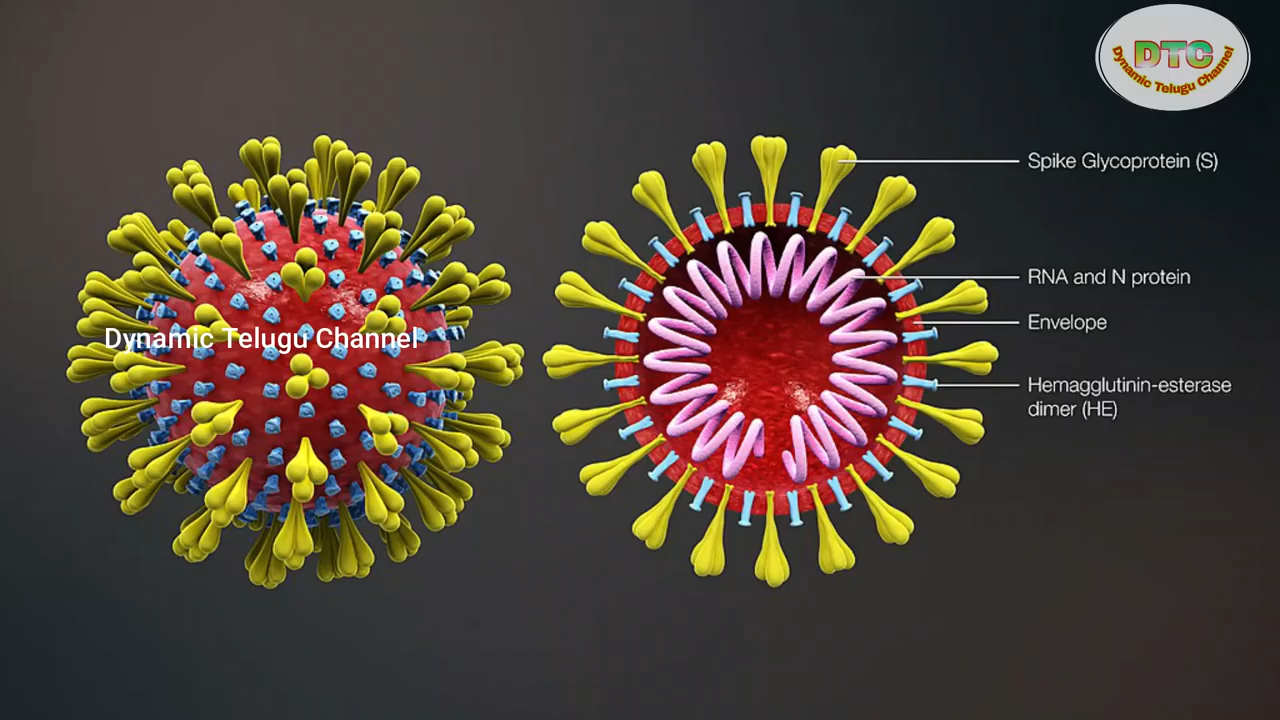 DTC
Dynamic Telugu Channel
Spike Glycoprotein (S)
RNA and N protein
Envelope
Dynamic Telugu Channel
Hemagglutinin-esterase
dimer (HE)